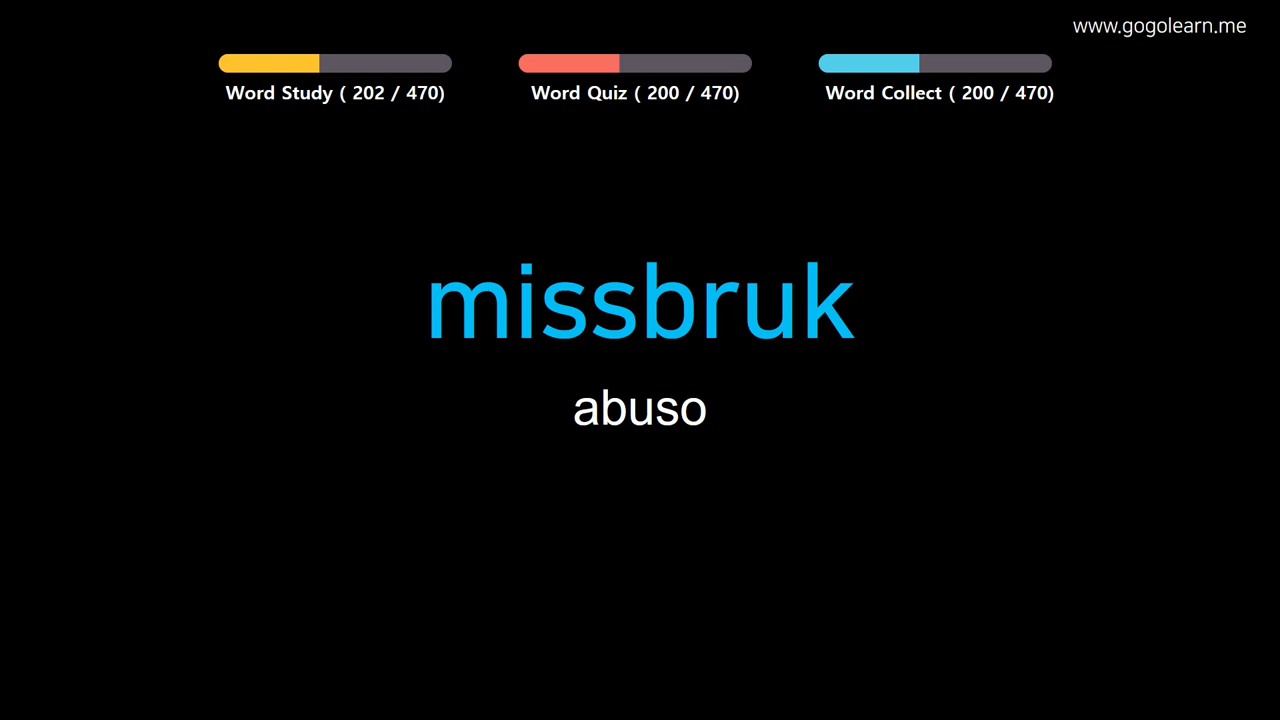 www.gogolearn.me
Word Study ( 202 / 470)
Word Quiz ( 200 / 470)
Word Collect ( 200 / 470)
missbruk
abuso